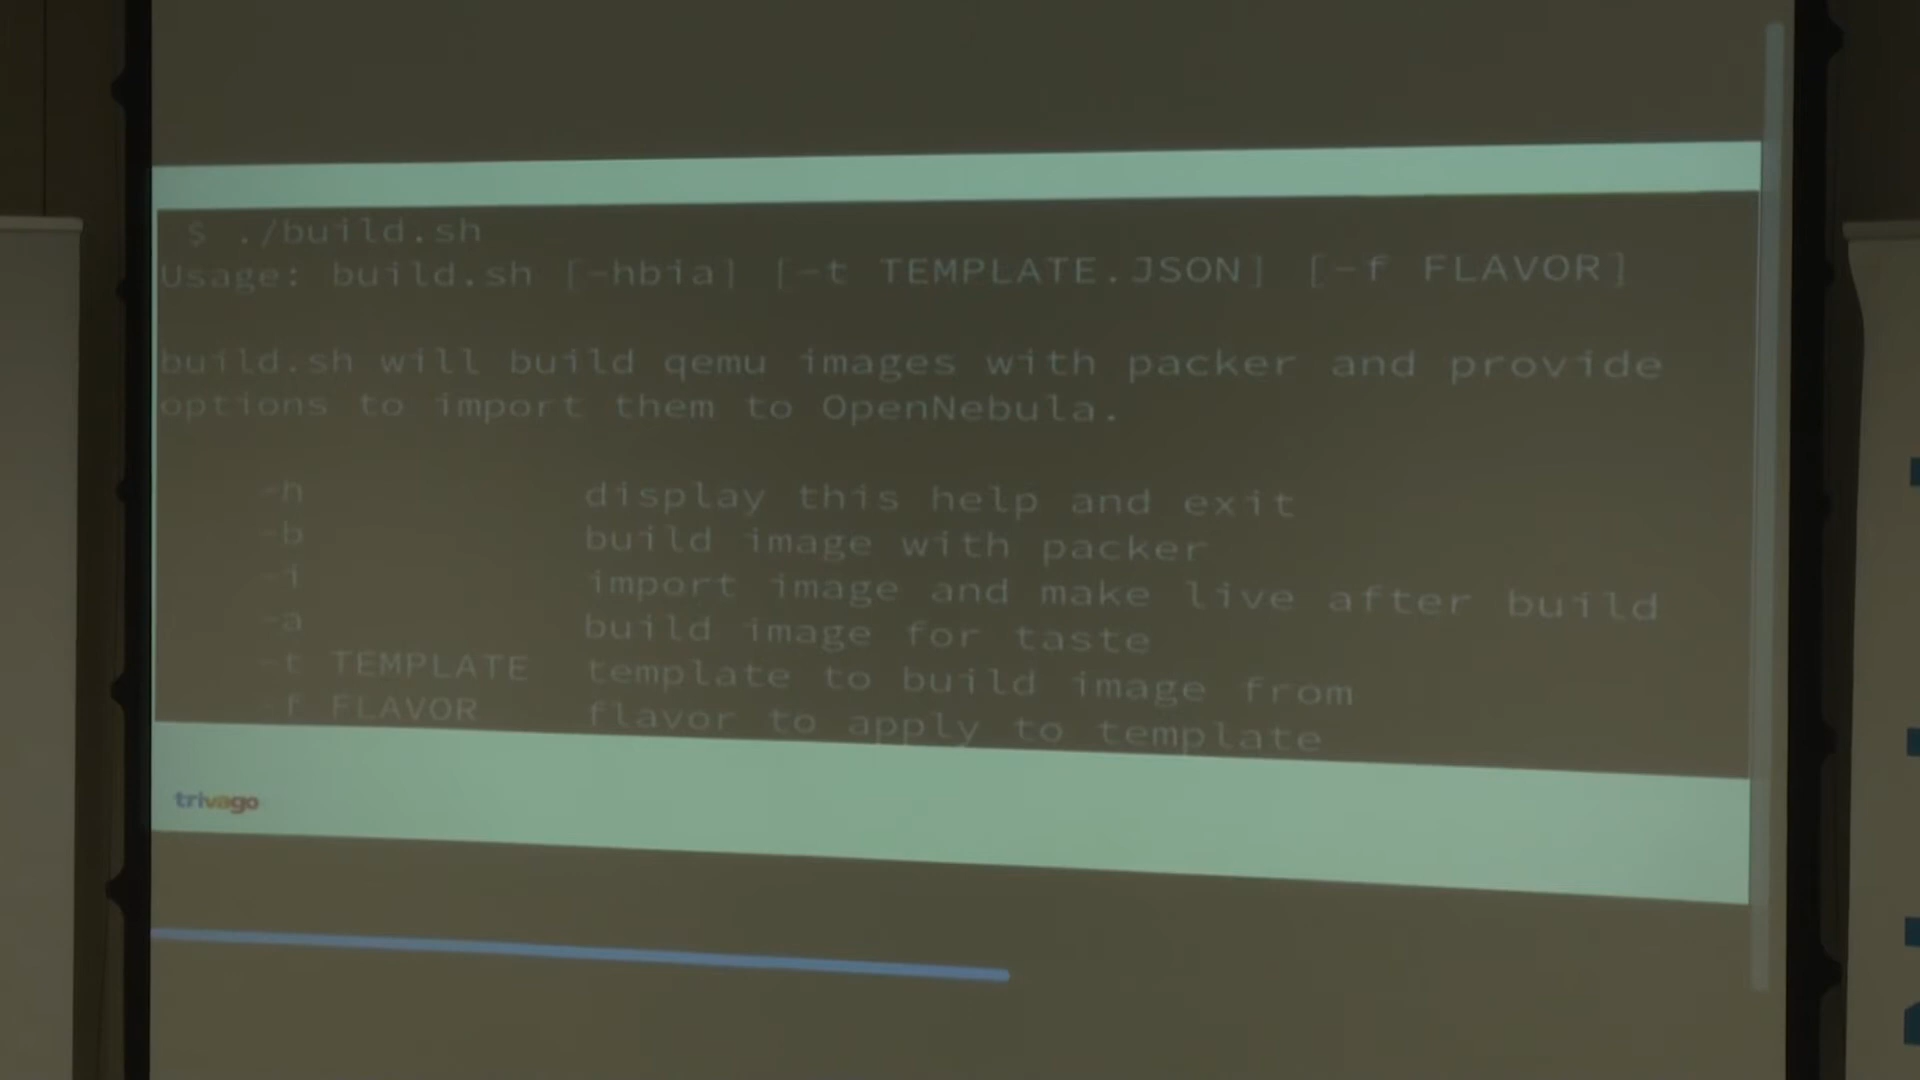 $ ./build.sh
Usage: build.sh [-hbia] [-t TEMPLATE.JSON] [-f FLAVOR]
build.sh will build qemu images with packer and provide
options to import them to OpenNebula.
-h display this help and exit
-b build image with packer
-i import image and make live after build
-a build image for taste
-t TEMPLATE template to build image from
-f FLAVOR flavor to apply to template
trivago